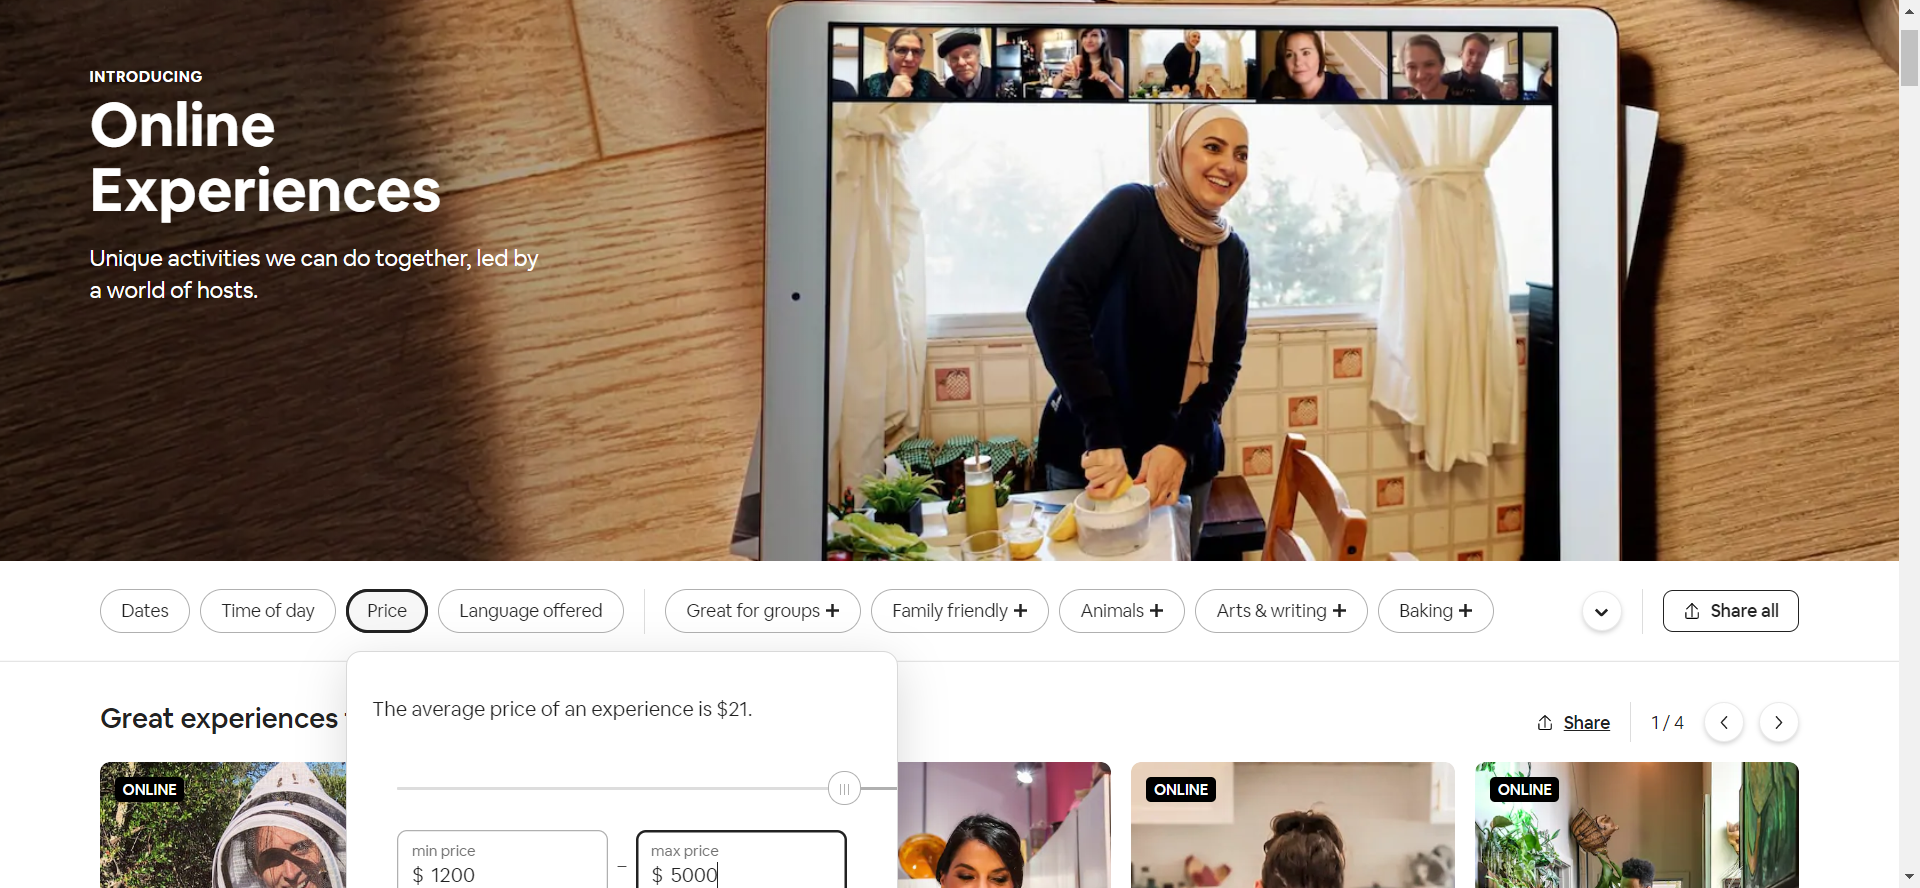 INTRODUCING
Online
Experiences
Unique activities we can do together, led by
a world of hosts.
Dates
Time of day
Price
Language offered
Great for groups +
Family friendly +
Animals +
Arts & writing +
Baking +
Share all
The average price of an experience is $21.
Great experiences
Share
1 / 4
ONLINE
ONLINE
ONLINE
min price
$ 1200
–
max price
$ 5000